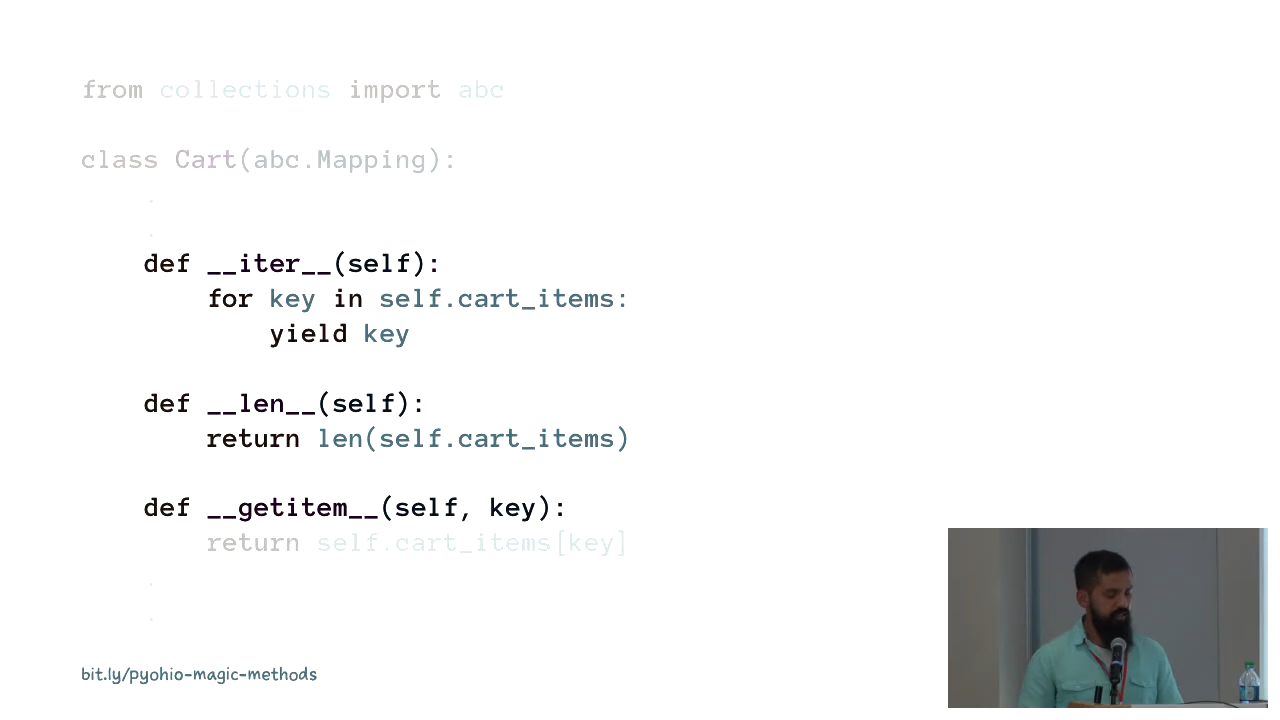 from collections import abc
class Cart(abc.Mapping):
.
.
def __iter__(self):
for key in self.cart_items:
yield key
def __len__(self):
return len(self.cart_items)
def __getitem__(self, key):
return self.cart_items[key]
.
.
bit.ly/pyohio-magic-methods